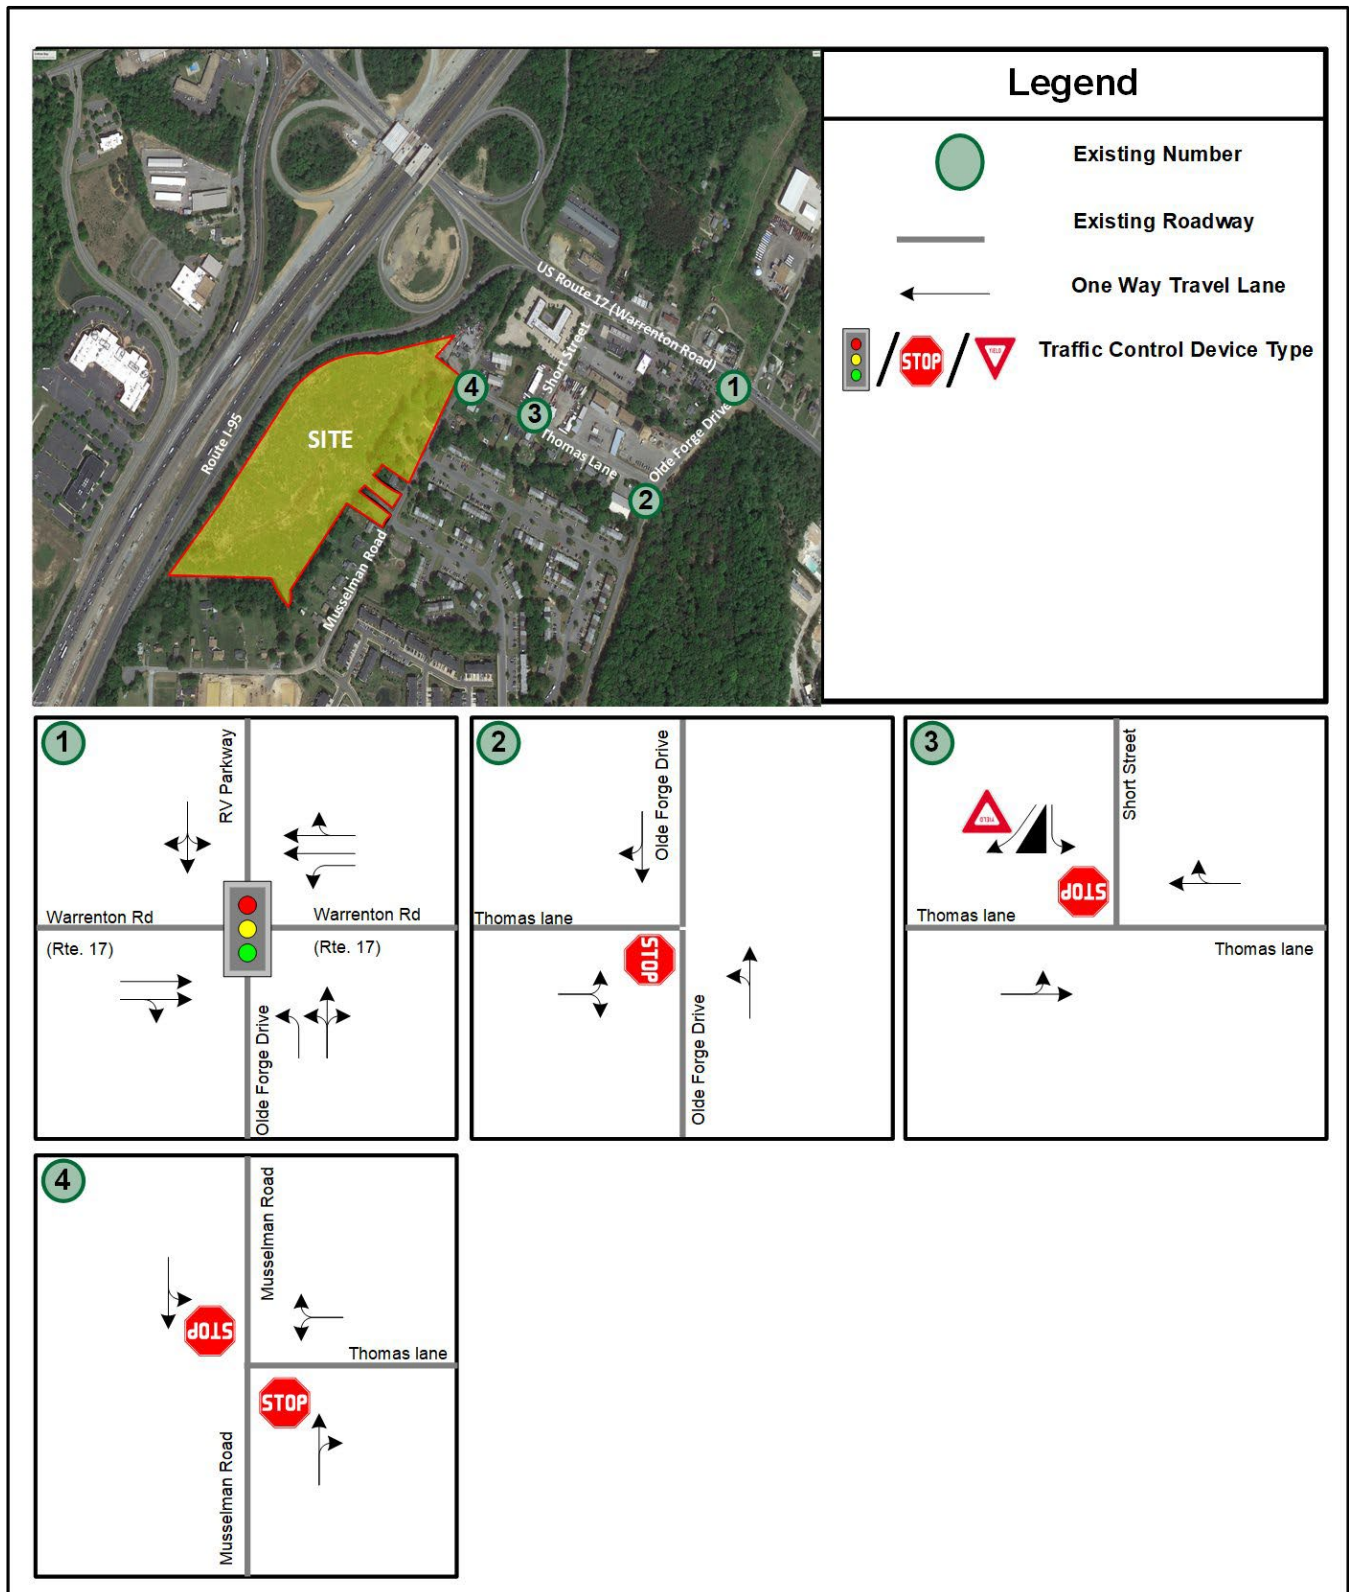 Legend
Existing Number
Existing Roadway
One Way Travel Lane
STOP
YIELD
Traffic Control Device Type
US Route 17 (Warrenton Road)
Short Street
Route I-95
SITE
4
3
1
Thomas Lane
Olde Forge Drive
2
Musselman Road
1
RV Parkway
Warrenton Rd
(Rte. 17)
Warrenton Rd
(Rte. 17)
Olde Forge Drive
2
Olde Forge Drive
Thomas lane
STOP
Olde Forge Drive
3
Short Street
YIELD
STOP
Thomas lane
Thomas lane
4
Musselman Road
STOP
Thomas lane
STOP
Musselman Road